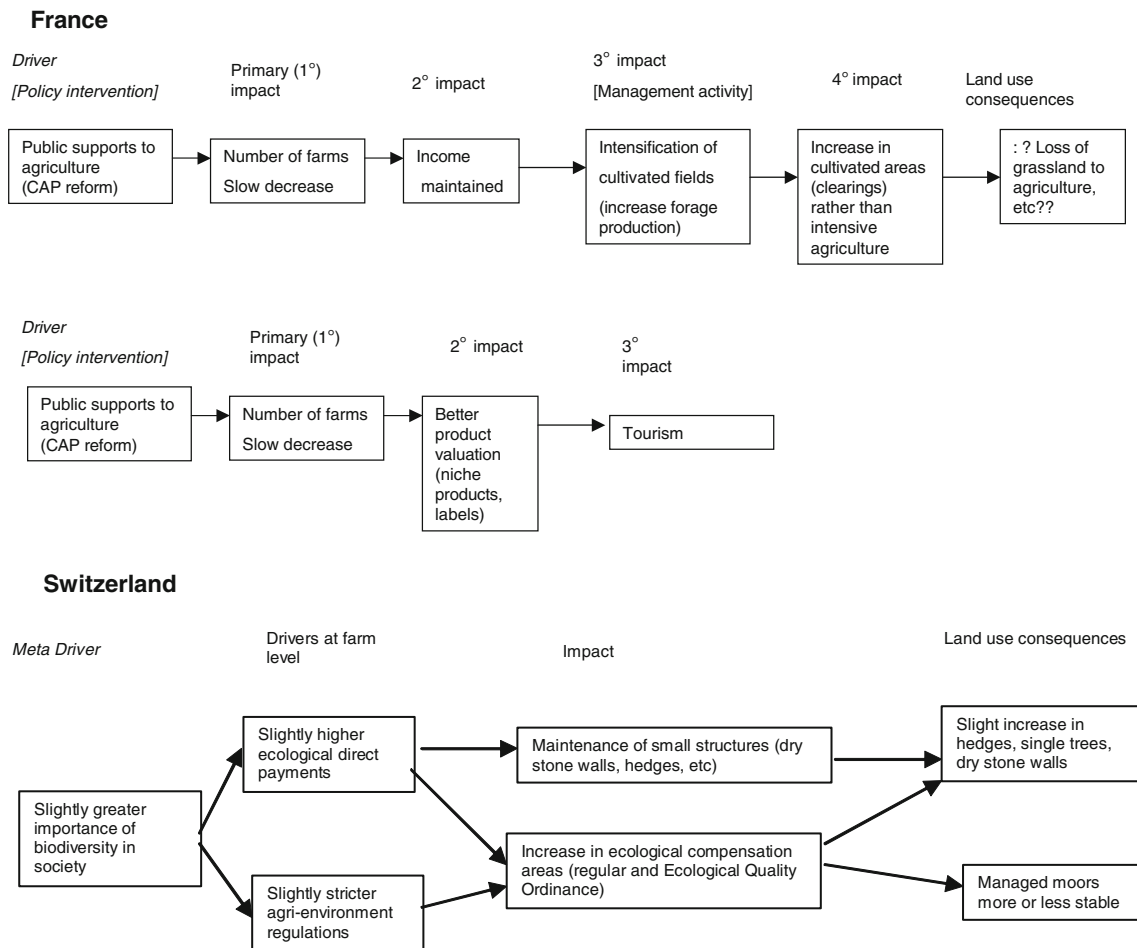 France
Driver
[Policy intervention]
Primary (1°)
impact
2° impact
3° impact
[Management activity]
4° impact
Land use
consequences
Public supports to
agriculture
(CAP reform)
Number of farms
Slow decrease
Income
maintained
Intensification of
cultivated fields
(increase forage
production)
Increase in
cultivated areas
(clearings)
rather than
intensive
agriculture
: ? Loss of
grassland to
agriculture,
etc??
Driver
[Policy intervention]
Primary (1°)
impact
2° impact
3°
impact
Public supports to
agriculture
(CAP reform)
Number of farms
Slow decrease
Better
product
valuation
(niche
products,
labels)
Tourism
Switzerland
Meta Driver
Drivers at farm
level
Impact
Land use consequences
Slightly greater
importance of
biodiversity in
society
Slightly higher
ecological direct
payments
Slightly stricter
agri-environment
regulations
Maintenance of small structures (dry
stone walls, hedges, etc)
Increase in ecological compensation
areas (regular and Ecological Quality
Ordinance)
Slight increase in
hedges, single trees,
dry stone walls
Managed moors
more or less stable